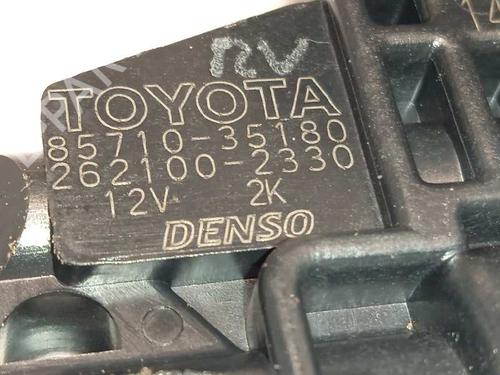 RV
TOYOTA
85710-35180
262100-2330
12V 2K
DENSO